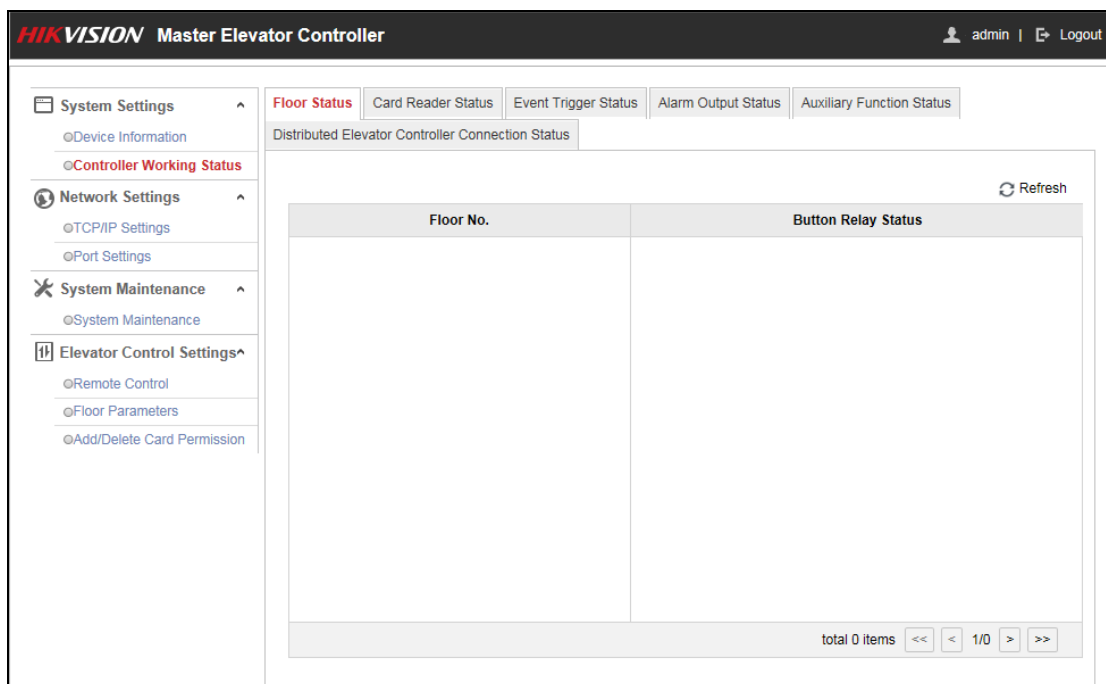 HIKVISION Master Elevator Controller
admin | Logout
System Settings
Device Information
Controller Working Status
Network Settings
TCP/IP Settings
Port Settings
System Maintenance
System Maintenance
Elevator Control Settings
Remote Control
Floor Parameters
Add/Delete Card Permission
Floor Status Card Reader Status Event Trigger Status Alarm Output Status Auxiliary Function Status
Distributed Elevator Controller Connection Status
Refresh
Floor No. Button Relay Status
total 0 items << < 1/0 > >>